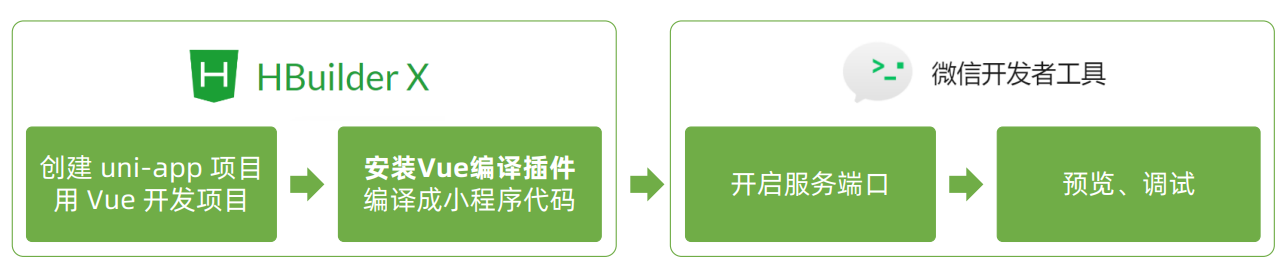 HBuilder X
创建 uni-app 项目
用 Vue 开发项目
安装Vue编译插件
编译成小程序代码
微信开发者工具
开启服务端口
预览、调试